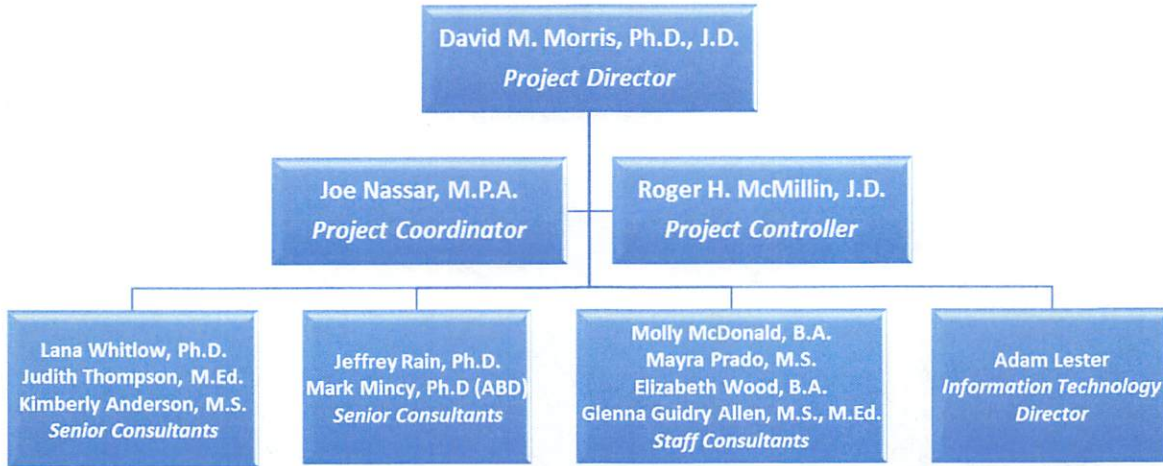 David M. Morris, Ph.D., J.D.
Project Director
Joe Nassar, M.P.A.
Project Coordinator
Roger H. McMillin, J.D.
Project Controller
Lana Whitlow, Ph.D.
Judith Thompson, M.Ed.
Kimberly Anderson, M.S.
Senior Consultants
Jeffrey Rain, Ph.D.
Mark Mincy, Ph.D (ABD)
Senior Consultants
Molly McDonald, B.A.
Mayra Prado, M.S.
Elizabeth Wood, B.A.
Glenna Guidry Allen, M.S., M.Ed.
Staff Consultants
Adam Lester
Information Technology
Director